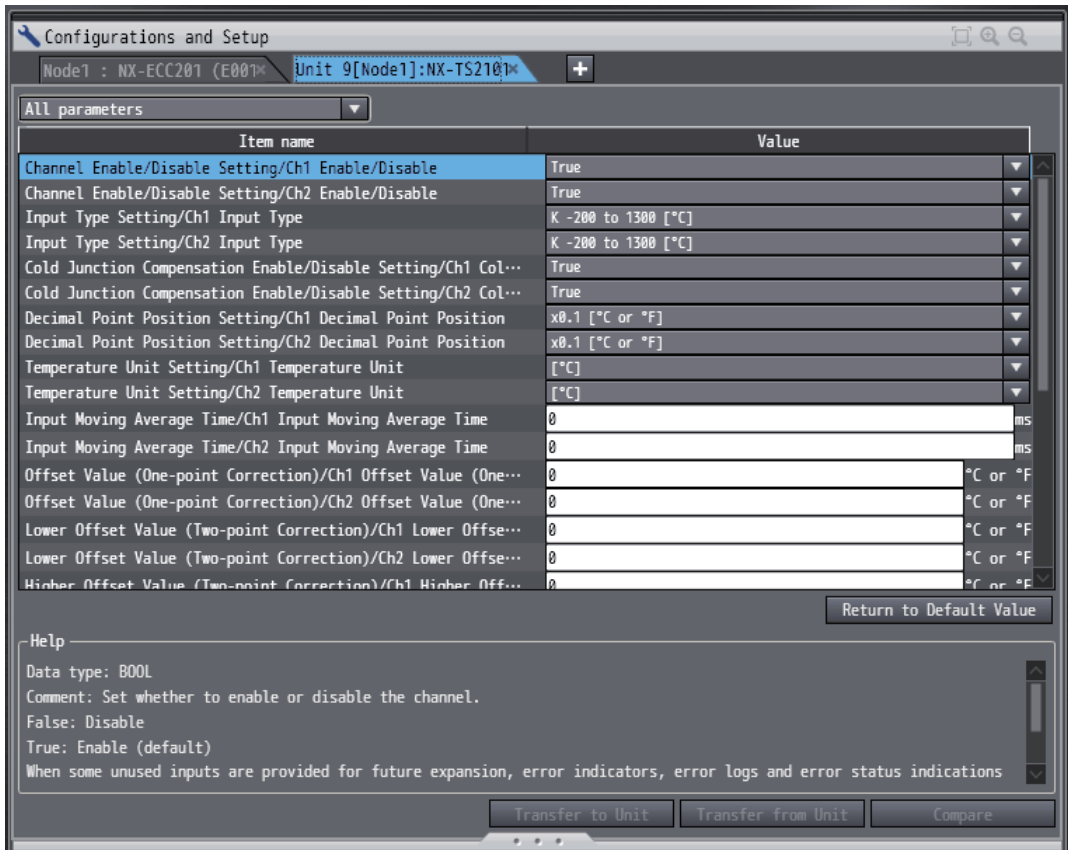 Configurations and Setup
Node1 : NX-ECC201 (E001 Unit 9[Node1]:NX-TS2101
All parameters
Item name Value
Channel Enable/Disable Setting/Ch1 Enable/Disable True
Channel Enable/Disable Setting/Ch2 Enable/Disable True
Input Type Setting/Ch1 Input Type K -200 to 1300 [°C]
Input Type Setting/Ch2 Input Type K -200 to 1300 [°C]
Cold Junction Compensation Enable/Disable Setting/Ch1 Col··· True
Cold Junction Compensation Enable/Disable Setting/Ch2 Col··· True
Decimal Point Position Setting/Ch1 Decimal Point Position x0.1 [°C or °F]
Decimal Point Position Setting/Ch2 Decimal Point Position x0.1 [°C or °F]
Temperature Unit Setting/Ch1 Temperature Unit [°C]
Temperature Unit Setting/Ch2 Temperature Unit [°C]
Input Moving Average Time/Ch1 Input Moving Average Time 0 ms
Input Moving Average Time/Ch2 Input Moving Average Time 0 ms
Offset Value (One-point Correction)/Ch1 Offset Value (One··· 0 °C or °F
Offset Value (One-point Correction)/Ch2 Offset Value (One··· 0 °C or °F
Lower Offset Value (Two-point Correction)/Ch1 Lower Offse··· 0 °C or °F
Lower Offset Value (Two-point Correction)/Ch2 Lower Offse··· 0 °C or °F
Higher Offset Value (Two-point Correction)/Ch1 Higher Off··· 0 °C or °F
Return to Default Value
Help
Data type: BOOL
Comment: Set whether to enable or disable the channel.
False: Disable
True: Enable (default)
When some unused inputs are provided for future expansion, error indicators, error logs and error status indications
Transfer to Unit Transfer from Unit Compare